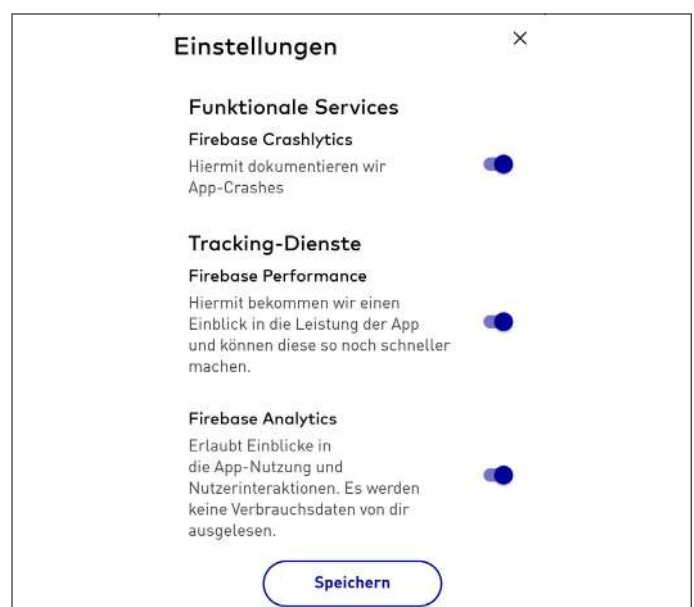 Einstellungen
Funktionale Services
Firebase Crashlytics
Hiermit dokumentieren wir
App-Crashes
Tracking-Dienste
Firebase Performance
Hiermit bekommen wir einen
Einblick in die Leistung der App
und können diese so noch schneller
machen.
Firebase Analytics
Erlaubt Einblicke in
die App-Nutzung und
Nutzerinteraktionen. Es werden
keine Verbrauchsdaten von dir
ausgelesen.
Speichern